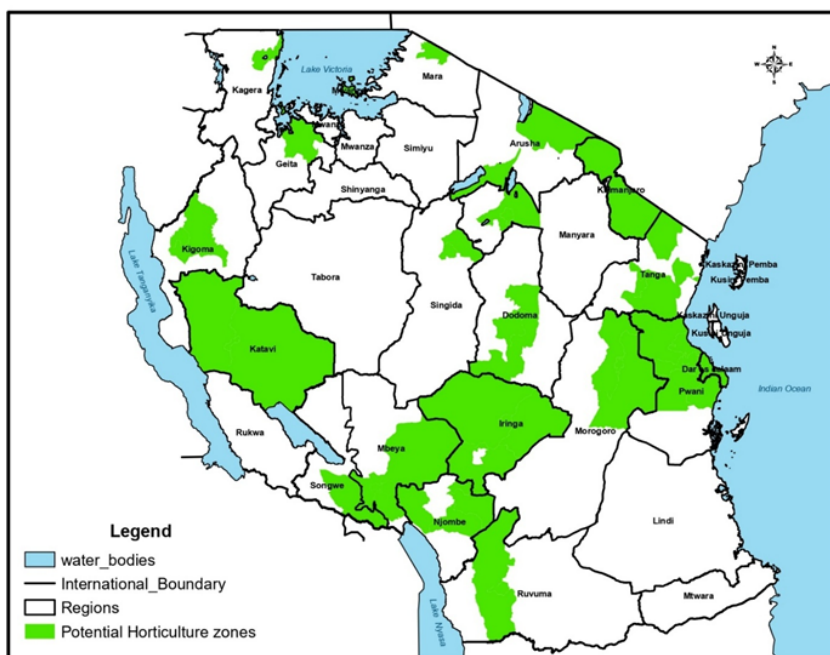 N
W
E
S
Lake Victoria
Kagera
Mara
Mwanza
Geita
Mwanza
Simiyu
Arusha
Shinyanga
Kilimanjaro
Kigoma
Manyara
Tanga
Kaskazini Pemba
Kusini Pemba
Lake Tanganyika
Tabora
Singida
Dodoma
Kaskazini Unguja
Kusini Unguja
Katavi
Dar es salaam
Pwani
Indian Ocean
Rukwa
Iringa
Morogoro
Mbeya
Songwe
Njombe
Lindi
Ruvuma
Mtwara
Lake Nyasa
Legend
water_bodies
International_Boundary
Regions
Potential Horticulture zones